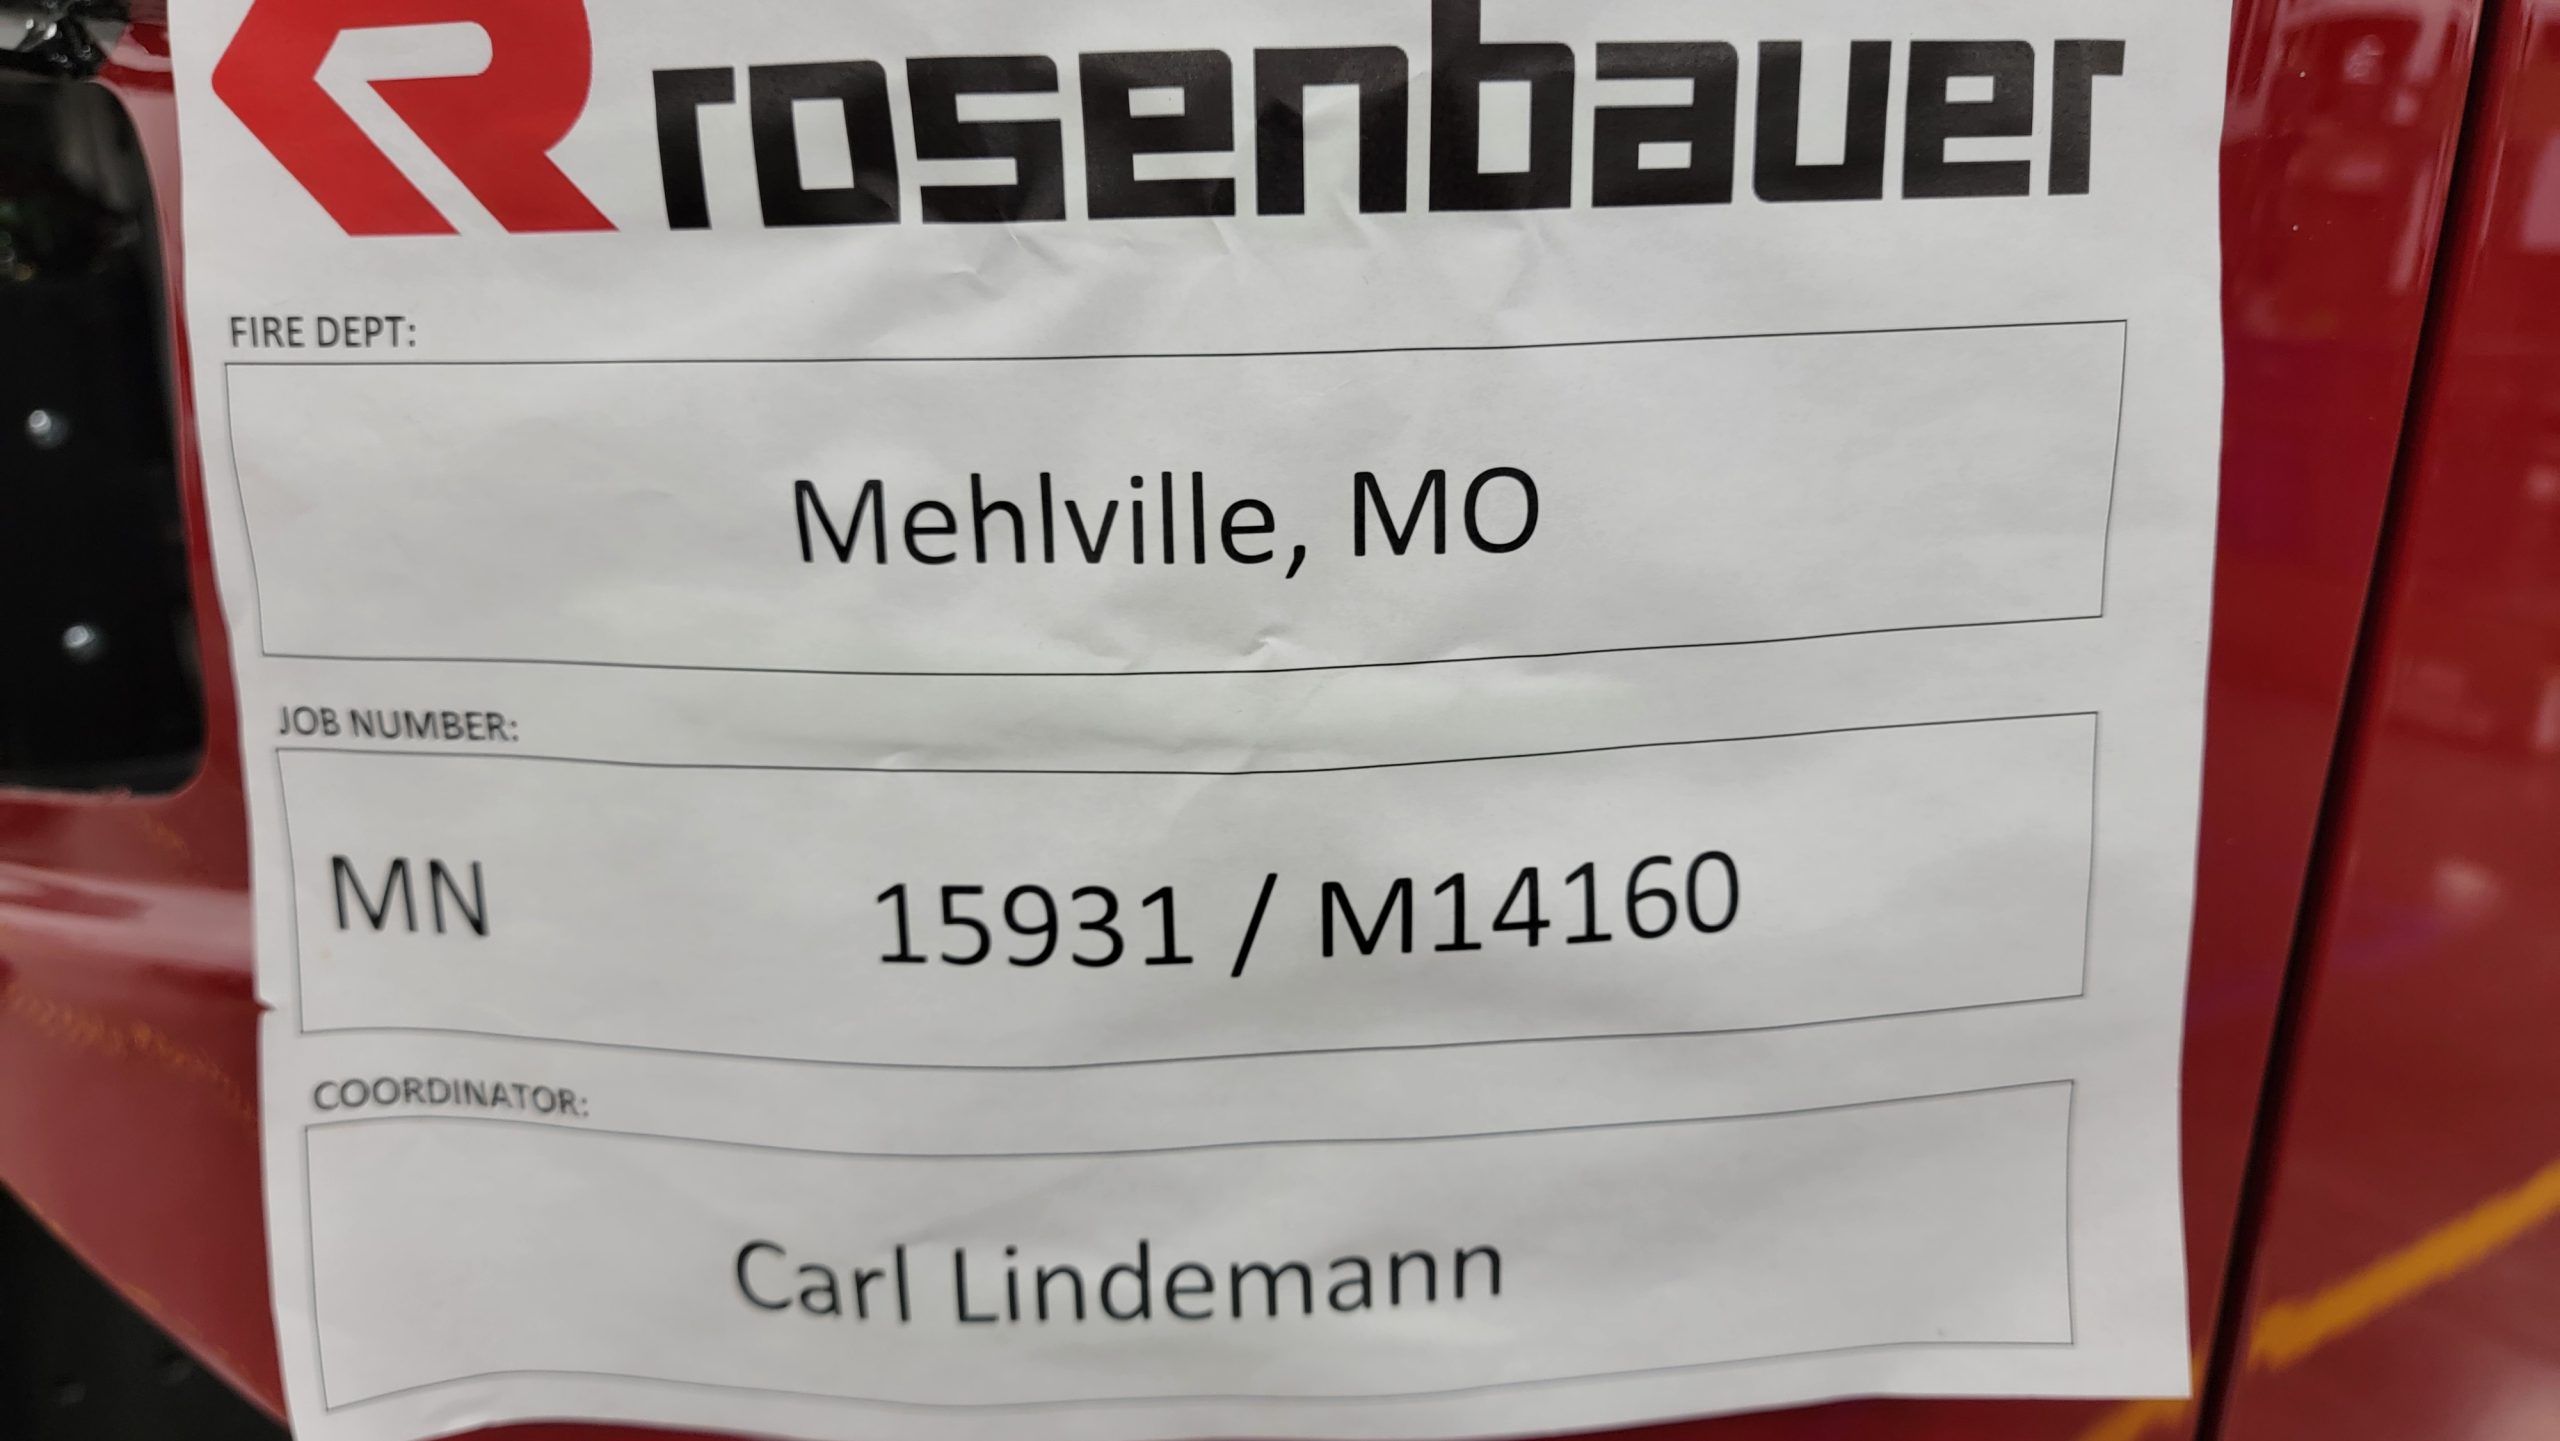 rosenbauer
FIRE DEPT:
Mehlville, MO
JOB NUMBER:
MN 15931 / M14160
COORDINATOR:
Carl Lindemann